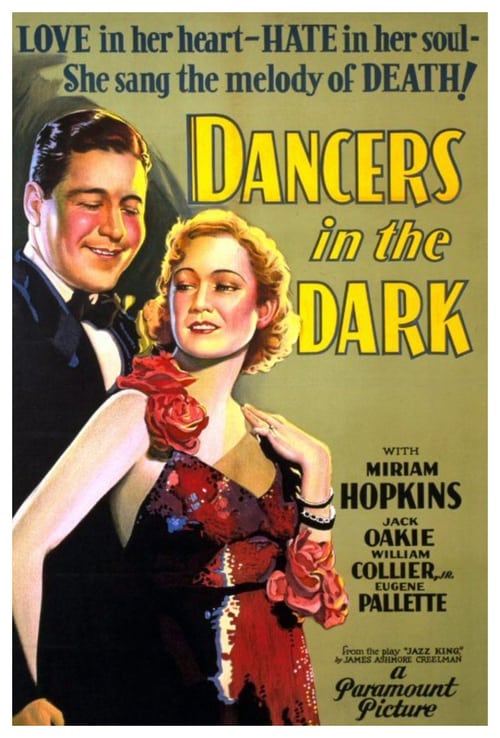 LOVE in her heart-HATE in her soul-
She sang the melody of DEATH!
DANCERS
in the
DARK
WITH
MIRIAM
HOPKINS
JACK
OAKIE
WILLIAM
COLLIER, JR.
EUGENE
PALLETTE
from the play "JAZZ KING,"
by JAMES ASHMORE CREELMAN
a
Paramount
Picture